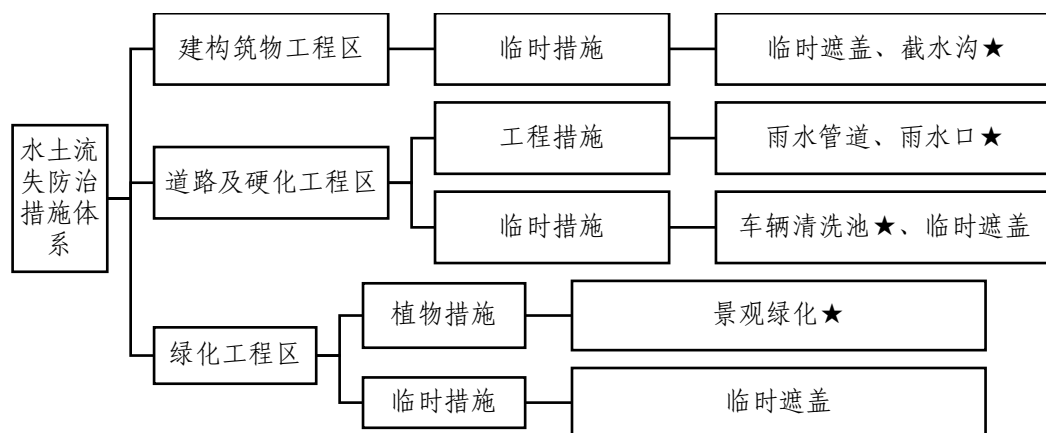 水土流
失防治
措施体
系
建构筑物工程区
临时措施
临时遮盖、截水沟★
道路及硬化工程区
工程措施
雨水管道、雨水口★
临时措施
车辆清洗池★、临时遮盖
绿化工程区
植物措施
景观绿化★
临时措施
临时遮盖